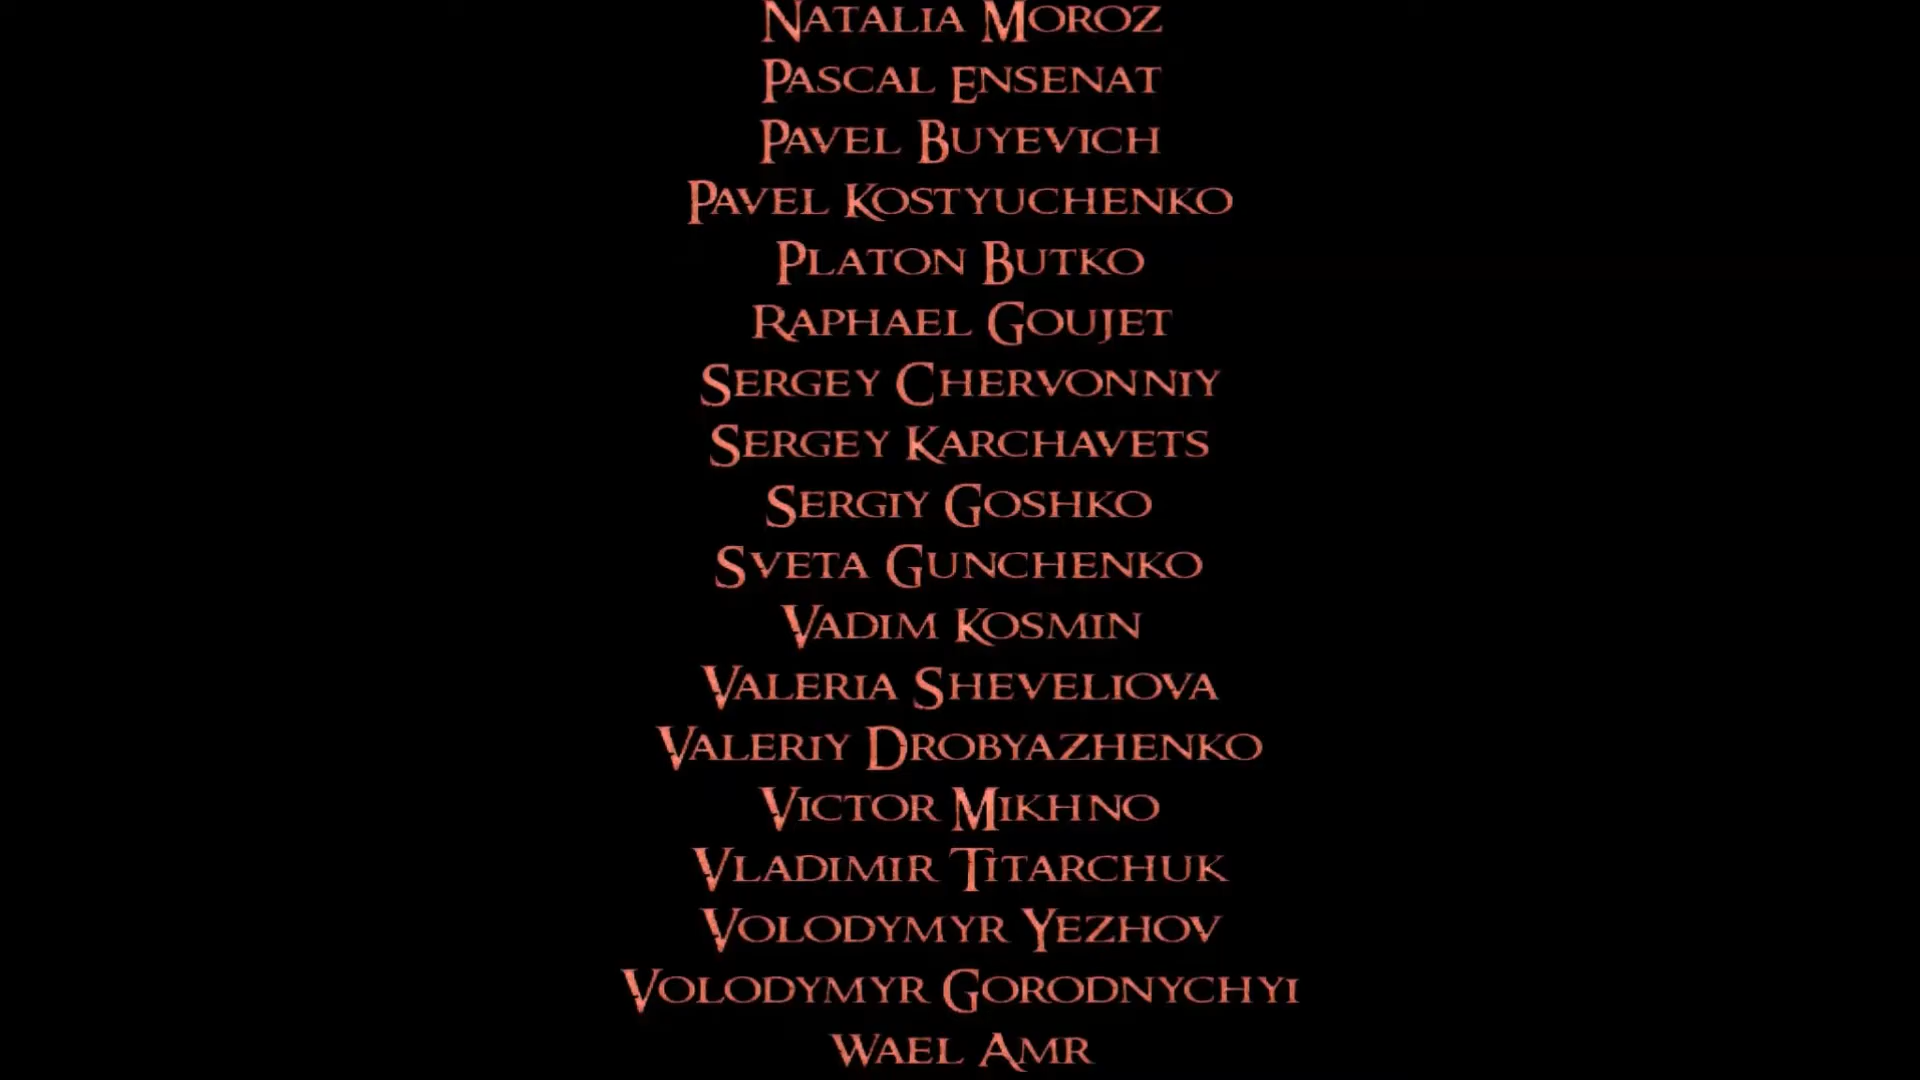 Natalia Moroz
Pascal Ensenat
Pavel Buyevich
Pavel Kostyuchenko
Platon Butko
Raphael Goujet
Sergey Chervonniy
Sergey Karchavets
Sergiy Goshko
Sveta Gunchenko
Vadim Kosmin
Valeria Sheveliova
Valeriy Drobyazhenko
Victor Mikhno
Vladimir Titarchuk
Volodymyr Yezhov
Volodymyr Gorodnychyi
Wael Amr